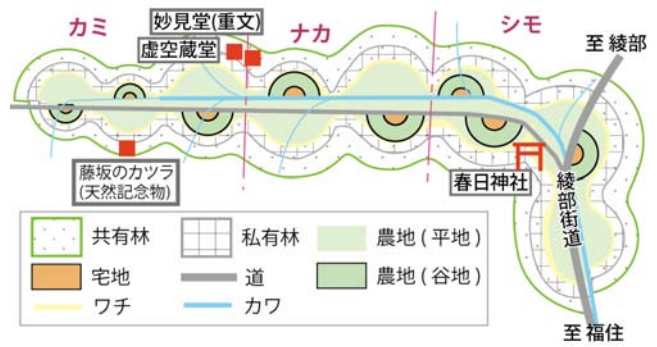 カミ
妙見堂(重文)
虚空蔵堂
ナカ
シモ
至 綾部
藤坂のカツラ
(天然記念物)
春日神社
綾部街道
共有林
私有林
農地(平地)
宅地
道
農地(谷地)
ワチ
カワ
至 福住